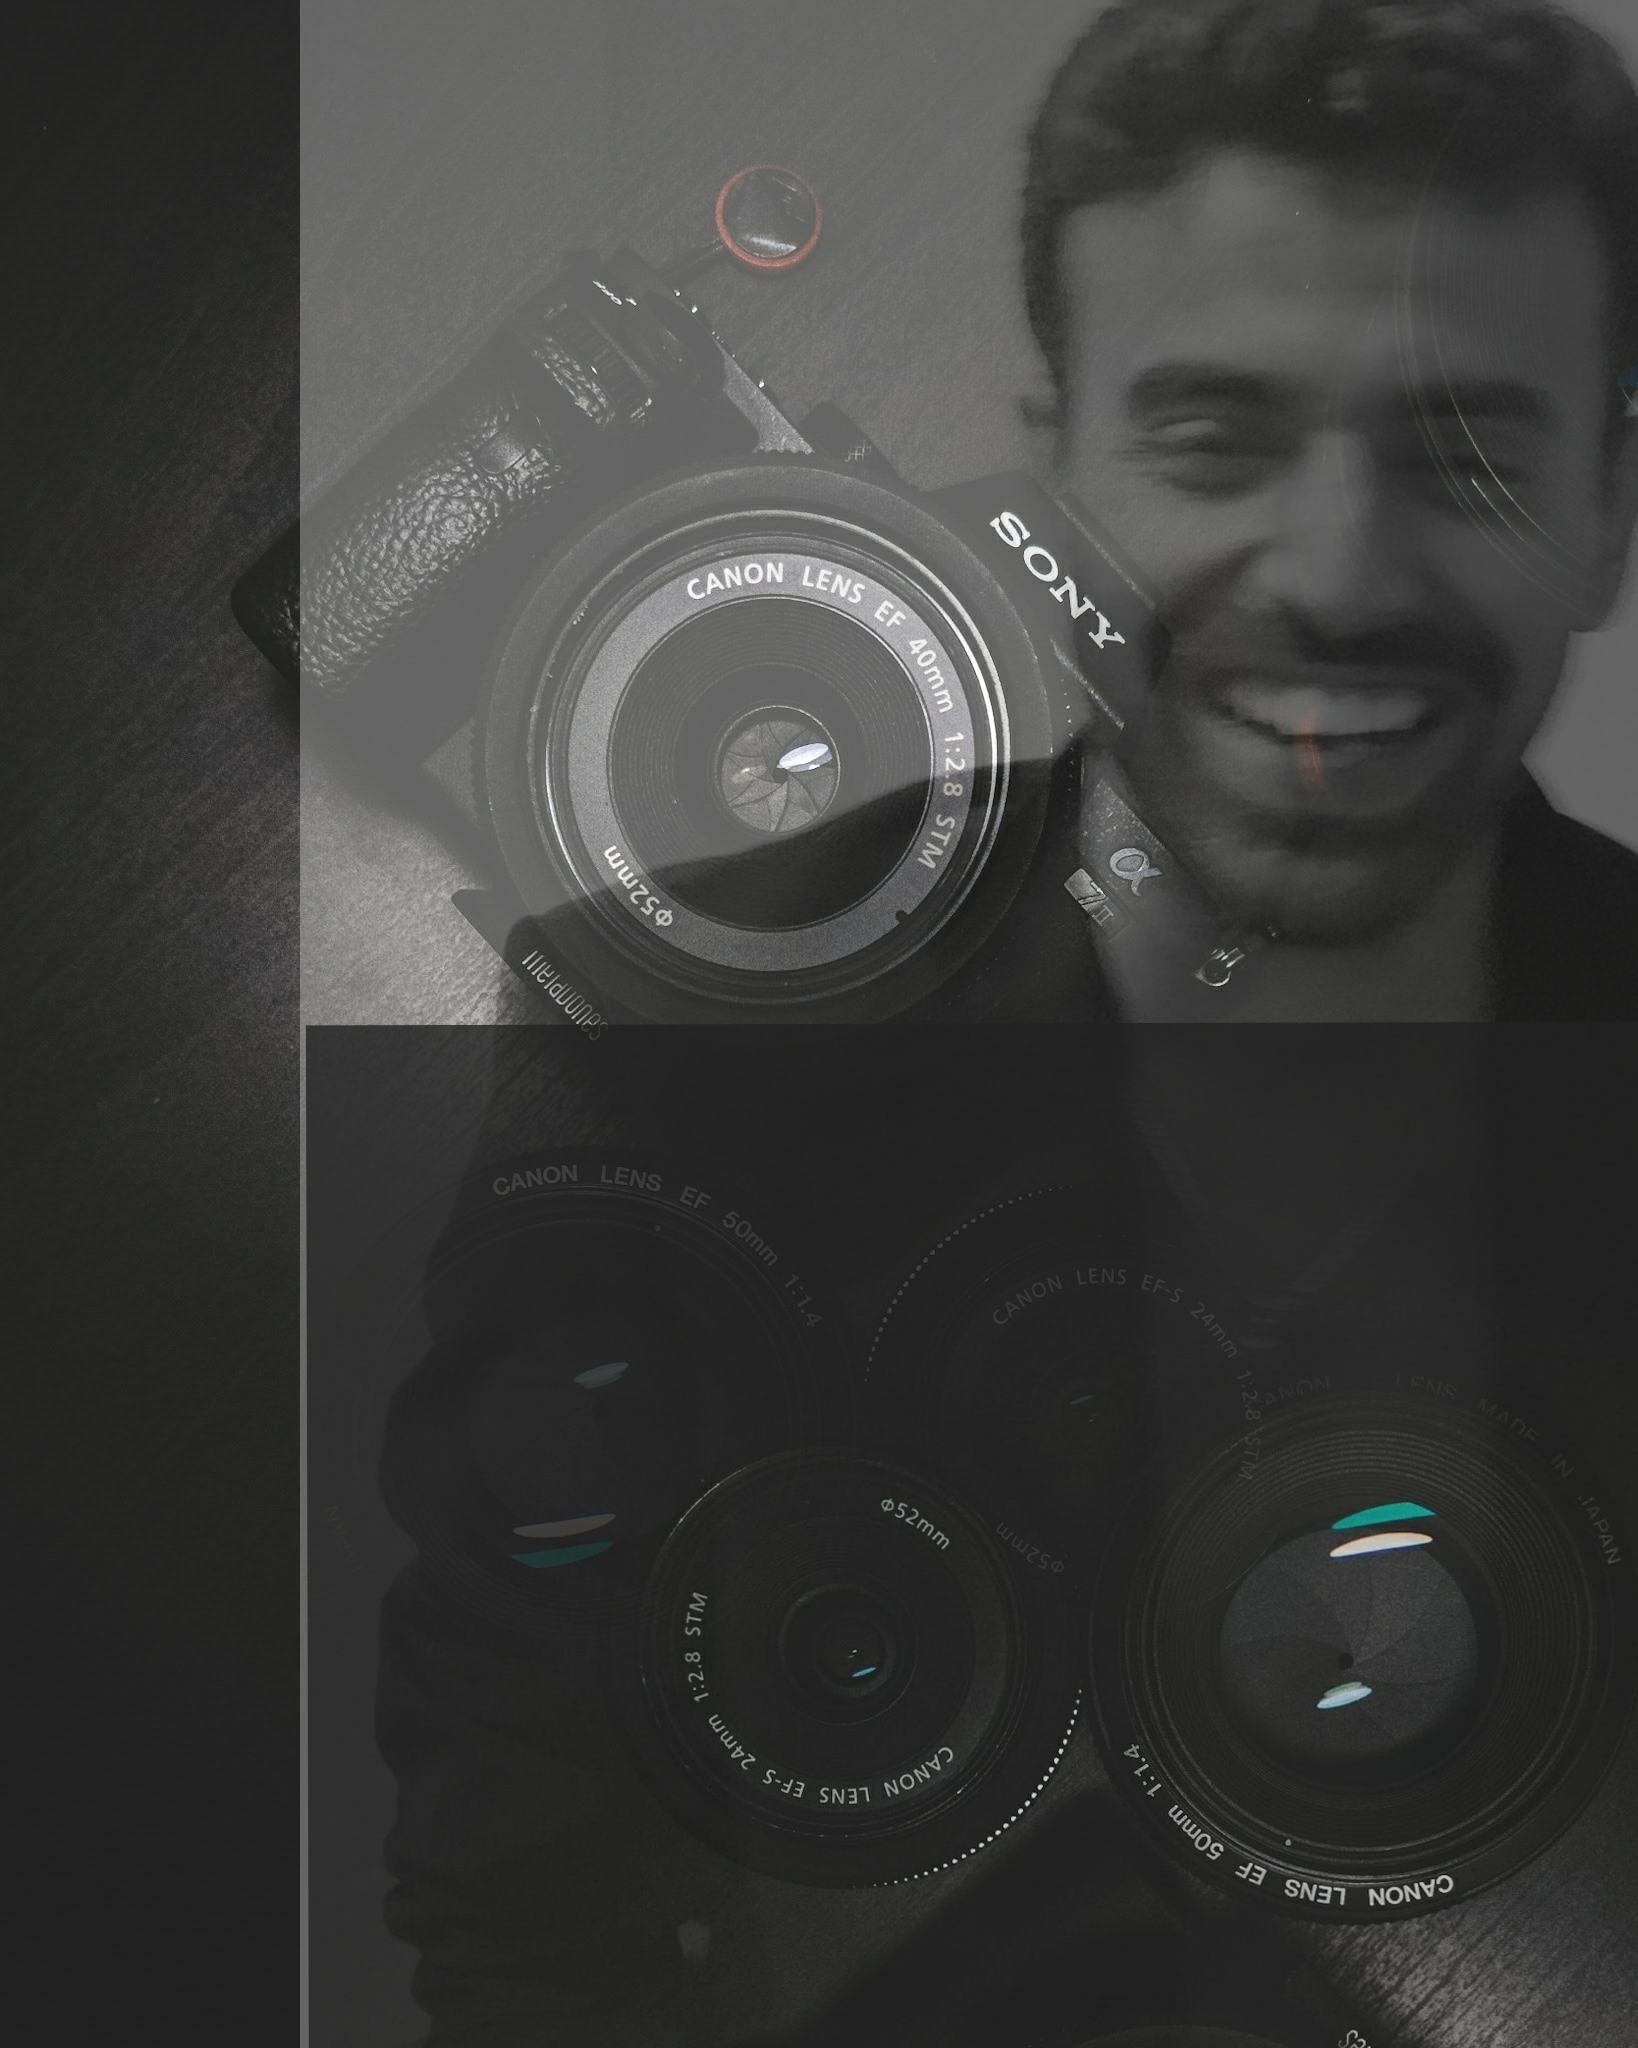 OFF
SONY
CANON LENS EF 40mm 1:2.8 STM
Φ52mm
α
7II
CANON LENS EF 50mm 1:1.4
CANON LENS EF-S 24mm 1:2.8 STM
Φ52mm
CANON LENS MADE IN JAPAN
Φ52mm
CANON LENS EF-S 24mm 1:2.8 STM
CANON LENS EF 50mm 1:1.4